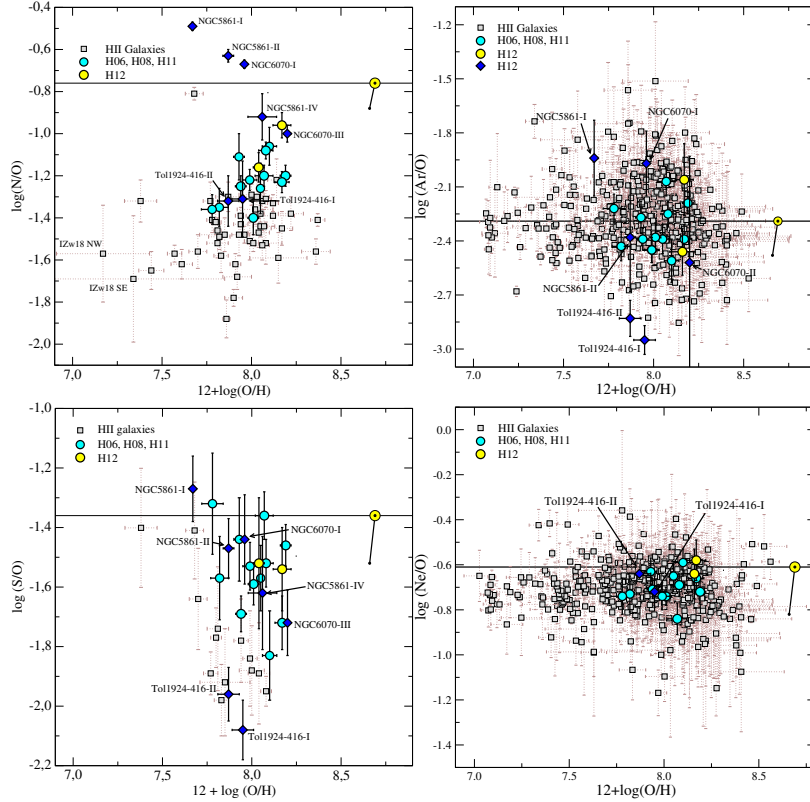 -0,4
-0,6
-0,8
-1,0
-1,2
-1,4
-1,6
-1,8
-2,0
log(N/O)
NGC5861-I
NGC5861-II
NGC6070-I
HII Galaxies
H06, H08, H11
H12
NGC5861-IV
NGC6070-III
Tol1924-416-II
Tol1924-416-I
IZw18 NW
IZw18 SE
7,0
7,5
8,0
8,5
12+log(O/H)
-1.2
-1.5
-1.8
-2.1
-2.4
-2.7
-3.0
log (Ar/O)
HII Galaxies
H06, H08, H11
H12
H12
NGC5861-I
NGC6070-I
NGC5861-II
NGC6070-II
Tol1924-416-II
Tol1924-416-I
7.0
7.5
8.0
8.5
12+log(O/H)
-1,0
-1,2
-1,4
-1,6
-1,8
-2,0
-2,2
log (S/O)
HII galaxies
H06, H08, H11
H12
NGC5861-I
NGC5861-II
NGC6070-I
NGC5861-IV
NGC6070-III
Tol1924-416-II
Tol1924-416-I
7,0
7,5
8,0
8,5
12 + log (O/H)
0.0
-0.2
-0.4
-0.6
-0.8
-1.0
-1.2
-1.4
log (Ne/O)
HII Galaxies
H06, H08, H11
H12
Tol1924-416-II
Tol1924-416-I
7.0
7.5
8.0
8.5
12+log(O/H)